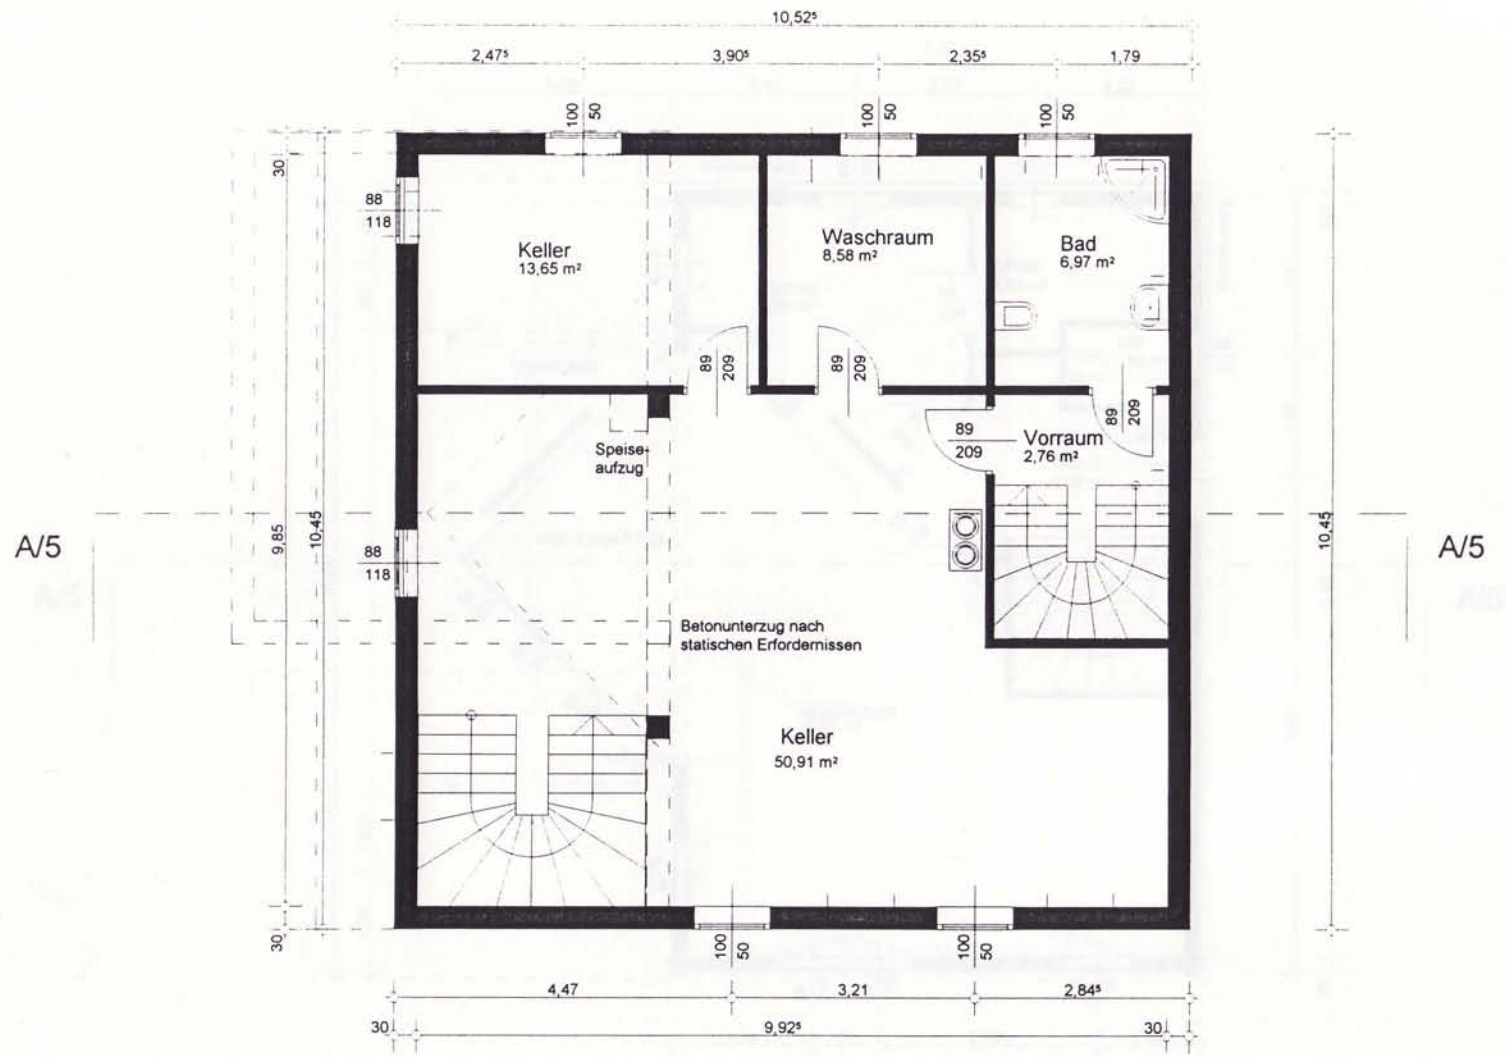 10,52⁵
2,47⁵ 3,90⁵ 2,35⁵ 1,79
100 50 100 50 100 50
30
88
118
Keller
13,65 m²
Waschraum
8,58 m²
Bad
6,97 m²
89 209
89 209
89 209
89
209
Vorraum
2,76 m²
Speise-
aufzug
A/5
9,85
10,45
88
118
10,45
A/5
Betonunterzug nach
statischen Erfordernissen
Keller
50,91 m²
30
100 50 100 50
4,47 3,21 2,84⁵
30 9,92⁵ 30